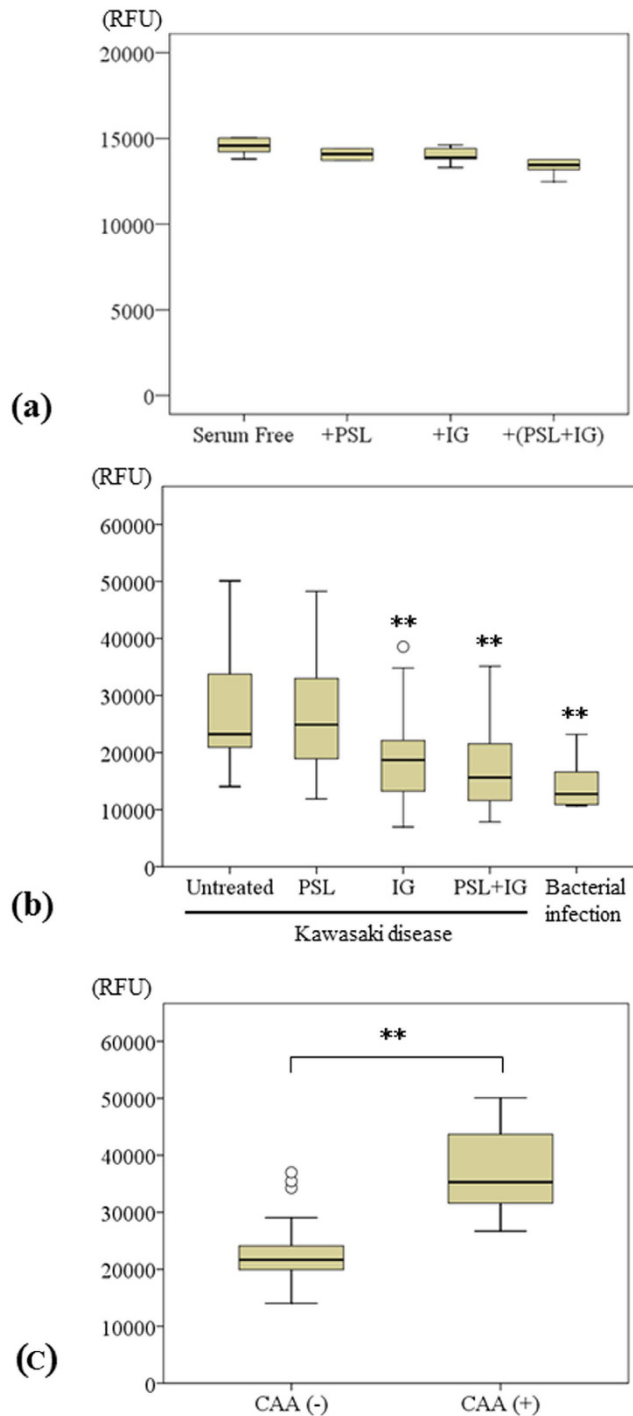 (RFU)
20000
15000
10000
5000
0
(a)
Serum Free +PSL +IG +(PSL+IG)
(RFU)
60000
50000
40000
** **
30000
**
20000
10000
0
Untreated PSL IG PSL+IG Bacterial
infection
(b)
Kawasaki disease
(RFU)
60000
**
50000
40000
30000
20000
10000
(C)
0
CAA (-) CAA (+)